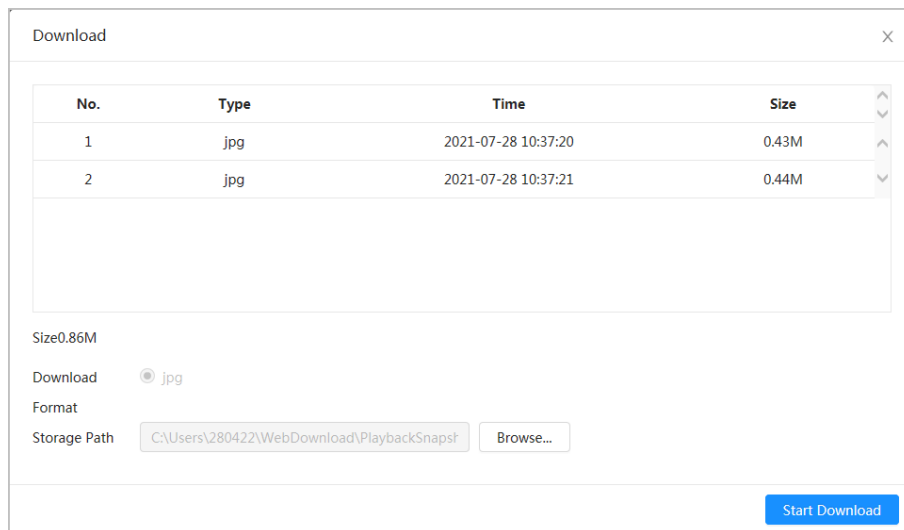 Download
No. Type Time Size
1 jpg 2021-07-28 10:37:20 0.43M
2 jpg 2021-07-28 10:37:21 0.44M
Size0.86M
Download jpg
Format
Storage Path C:\Users\280422\WebDownload\PlaybackSnapsh Browse...
Start Download